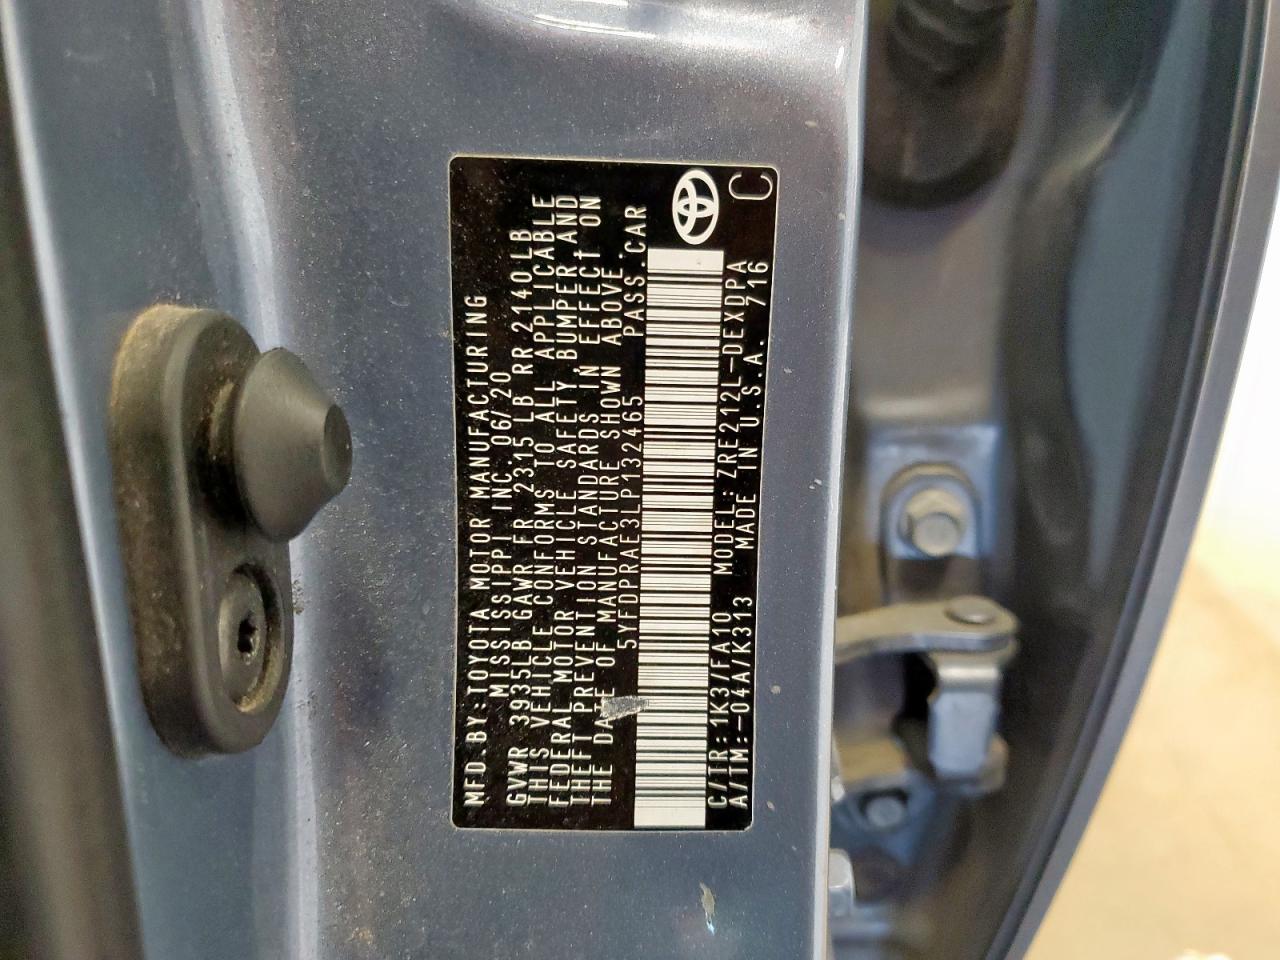 MFD.BY:TOYOTA MOTOR MANUFACTURING
MISSISSIPPI INC.06/20
GVWR 3935LB GAWR FR 2315 LB RR 2140 LB
THIS VEHICLE CONFORMS TO ALL APPLICABLE
FEDERAL MOTOR VEHICLE SAFETY,BUMPER,AND
THEFT PREVENTION STANDARDS IN EFFECT ON
THE DATE OF MANUFACTURE SHOWN ABOVE.
5YFDPRAE3LP132465 PASS.CAR
C/TR:1K3/FA10 MODEL:ZRE212L-DEXDPA
A/TM:-04A/K313 MADE IN U.S.A. 716
C